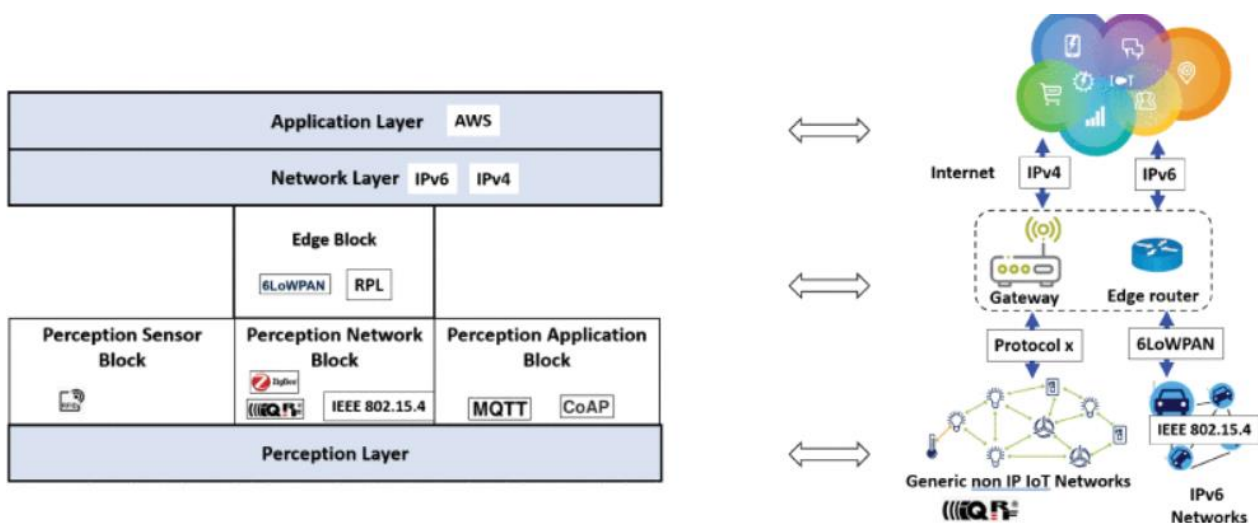 Application Layer AWS
Network Layer IPv6 IPv4
Edge Block
6LoWPAN RPL
Perception Sensor
Block
RFID
Perception Network
Block
ZigBee
IQRF
IEEE 802.15.4
Perception Application
Block
MQTT CoAP
Perception Layer
IoT
Internet IPv4 IPv6
Gateway Edge router
Protocol x 6LoWPAN
IEEE 802.15.4
Generic non IP IoT Networks
IQRF
IPv6
Networks